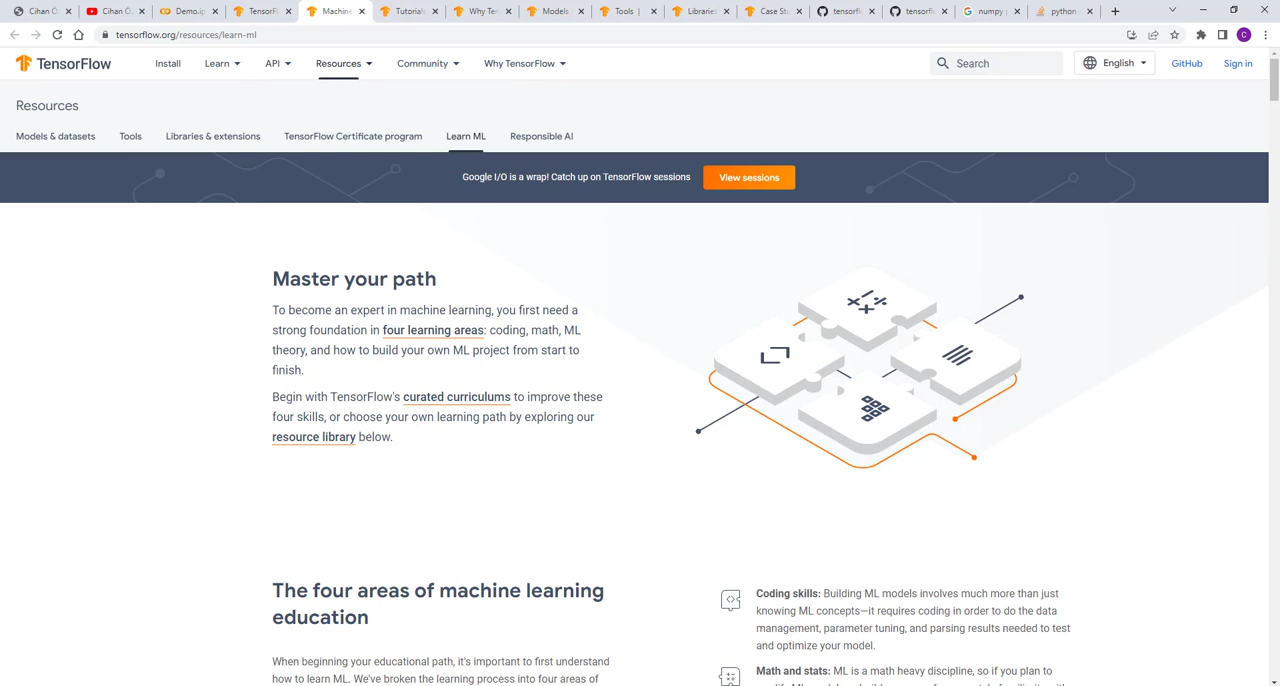 Cihan Ö
Cihan Ö
Demo.ip
TensorFl
Machine
Tutorials
Why Ten
Models
Tools |
Libraries
Case Stu
tensorfl
tensorfl
numpy
python
tensorflow.org/resources/learn-ml
C
TensorFlow
Install
Learn
API
Resources
Community
Why TensorFlow
Search
English
GitHub
Sign in
Resources
Models & datasets
Tools
Libraries & extensions
TensorFlow Certificate program
Learn ML
Responsible AI
Google I/O is a wrap! Catch up on TensorFlow sessions
View sessions
Master your path
To become an expert in machine learning, you first need a
strong foundation in four learning areas: coding, math, ML
theory, and how to build your own ML project from start to
finish.
Begin with TensorFlow's curated curriculums to improve these
four skills, or choose your own learning path by exploring our
resource library below.
The four areas of machine learning
education
When beginning your educational path, it's important to first understand
how to learn ML. We've broken the learning process into four areas of
Coding skills: Building ML models involves much more than just
knowing ML concepts—it requires coding in order to do the data
management, parameter tuning, and parsing results needed to test
and optimize your model.
Math and stats: ML is a math heavy discipline, so if you plan to